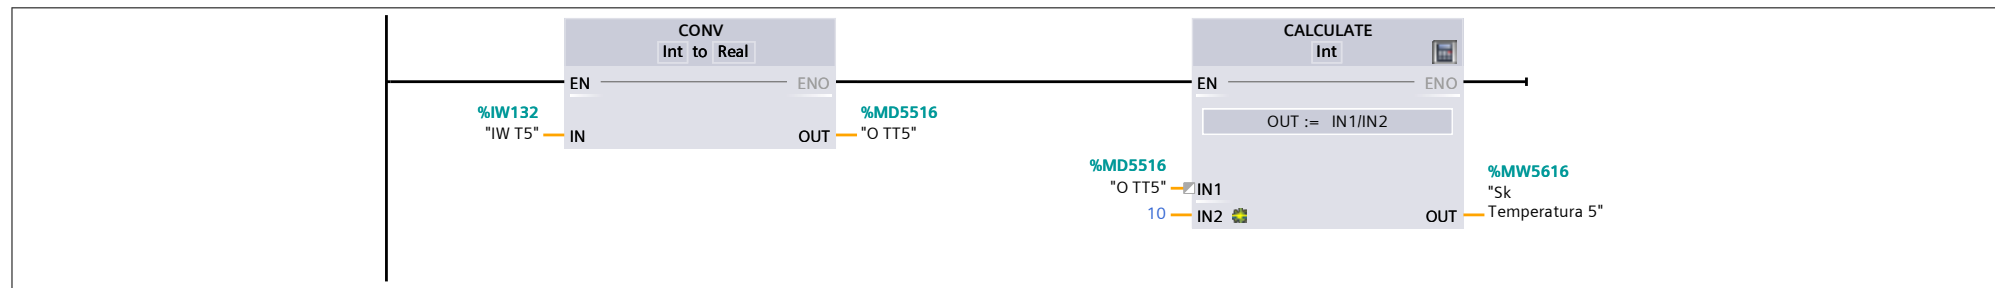 CONV
Int to Real
EN
ENO
%IW132
"IW T5"
IN
OUT
%MD5516
"O TT5"
CALCULATE
Int
EN
ENO
OUT := IN1/IN2
%MD5516
"O TT5"
IN1
10
IN2
OUT
%MW5616
"Sk
Temperatura 5"